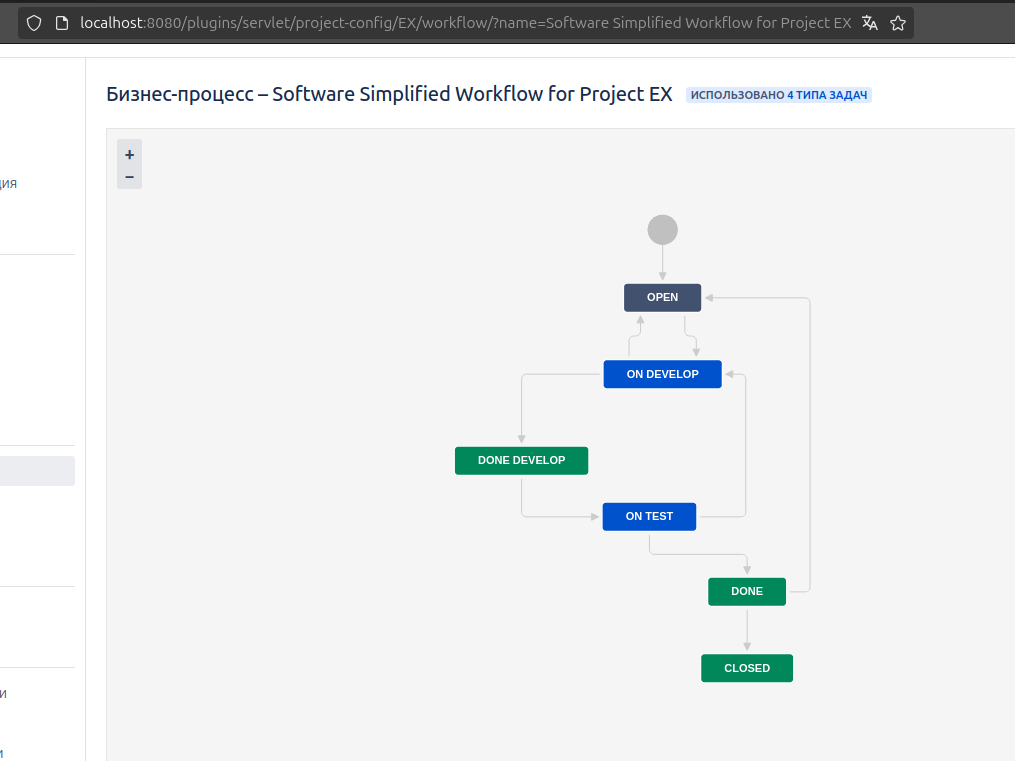 localhost:8080/plugins/servlet/project-config/EX/workflow/?name=Software Simplified Workflow for Project EX
Бизнес-процесс – Software Simplified Workflow for Project EX ИСПОЛЬЗОВАНО 4 ТИПА ЗАДАЧ
+
−
ция
OPEN
ON DEVELOP
DONE DEVELOP
ON TEST
DONE
CLOSED
и
и